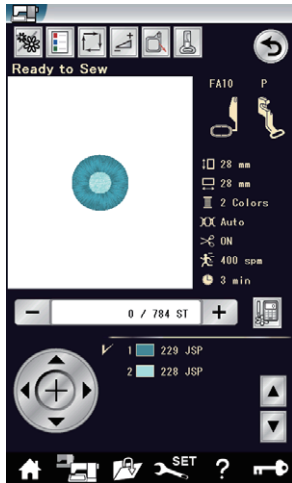 Ready to Sew
FA10 P
28 mm
28 mm
2 Colors
Auto
ON
400 spm
3 min
− 0 / 784 ST +
1 229 JSP
2 228 JSP
SET ?